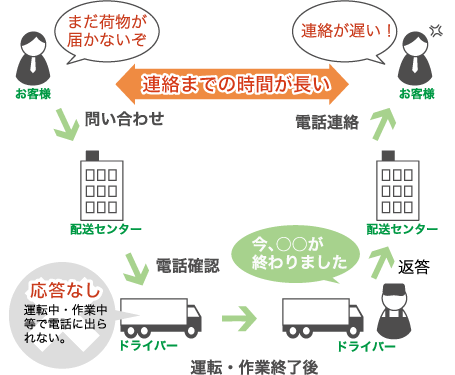 まだ荷物が
届かないぞ
連絡が遅い！
お客様
連絡までの時間が長い
お客様
問い合わせ
電話連絡
配送センター
配送センター
電話確認
今、○○が
終わりました
返答
応答なし
運転中・作業中
等で電話に出ら
れない。
ドライバー
ドライバー
運転・作業終了後